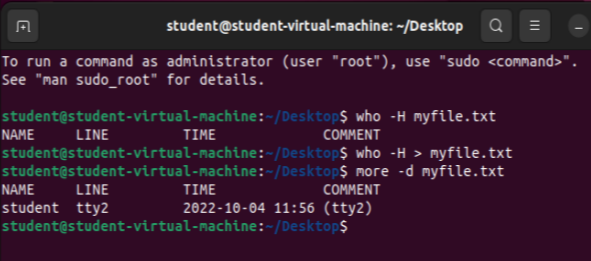 student@student-virtual-machine: ~/Desktop
To run a command as administrator (user "root"), use "sudo <command>".
See "man sudo_root" for details.
student@student-virtual-machine:~/Desktop$ who -H myfile.txt
NAME     LINE         TIME             COMMENT
student@student-virtual-machine:~/Desktop$ who -H > myfile.txt
student@student-virtual-machine:~/Desktop$ more -d myfile.txt
NAME     LINE         TIME             COMMENT
student  tty2         2022-10-04 11:56 (tty2)
student@student-virtual-machine:~/Desktop$